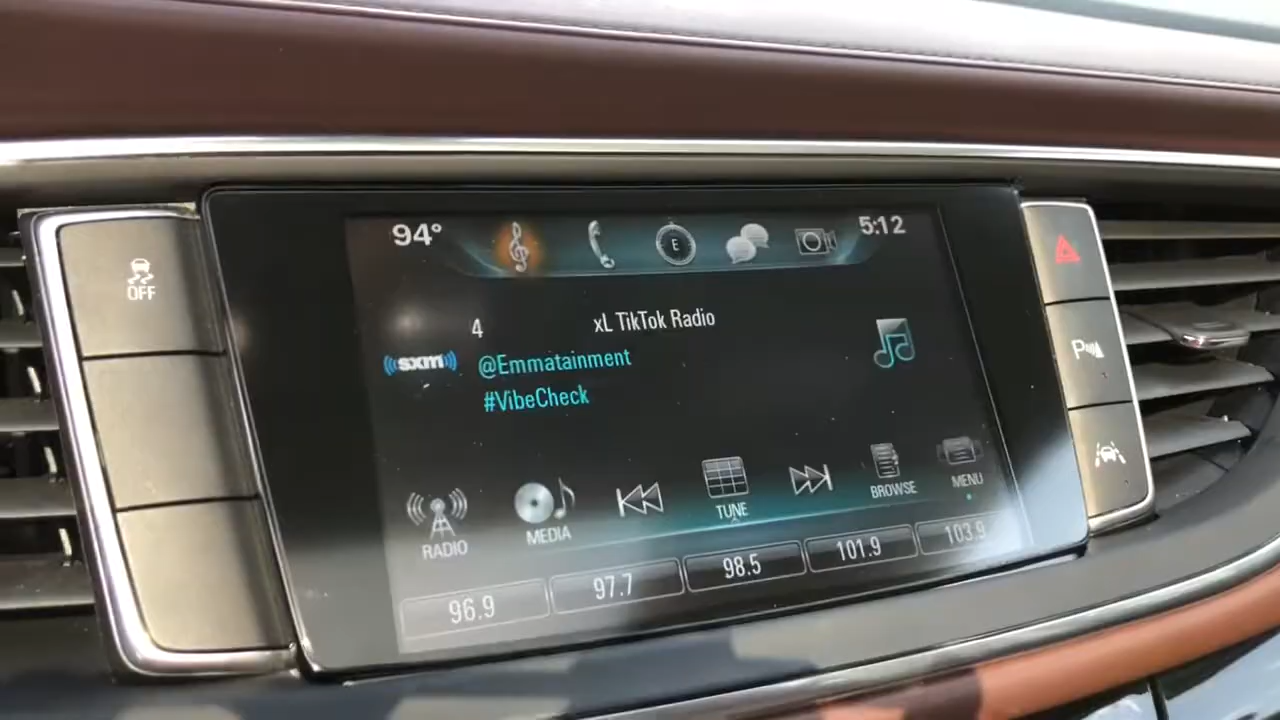 94° E 5:12
OFF
4 xL TikTok Radio
sxm @Emmatainment
#VibeCheck
P
RADIO MEDIA TUNE BROWSE MENU
96.9 97.7 98.5 101.9 103.9